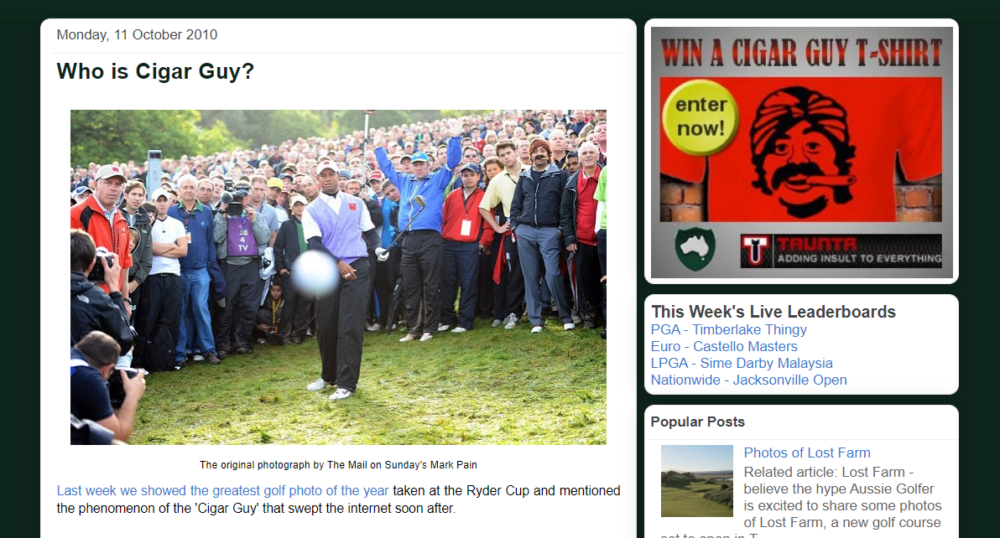 Monday, 11 October 2010
Who is Cigar Guy?
4
TV
The original photograph by The Mail on Sunday's Mark Pain
Last week we showed the greatest golf photo of the year taken at the Ryder Cup and mentioned
the phenomenon of the 'Cigar Guy' that swept the internet soon after.
WIN A CIGAR GUY T-SHIRT
enter
now!
TAUNTR
ADDING INSULT TO EVERYTHING
This Week's Live Leaderboards
PGA - Timberlake Thingy
Euro - Castello Masters
LPGA - Sime Darby Malaysia
Nationwide - Jacksonville Open
Popular Posts
Photos of Lost Farm
Related article: Lost Farm -
believe the hype Aussie Golfer
is excited to share some photos
of Lost Farm, a new golf course
set to open in T